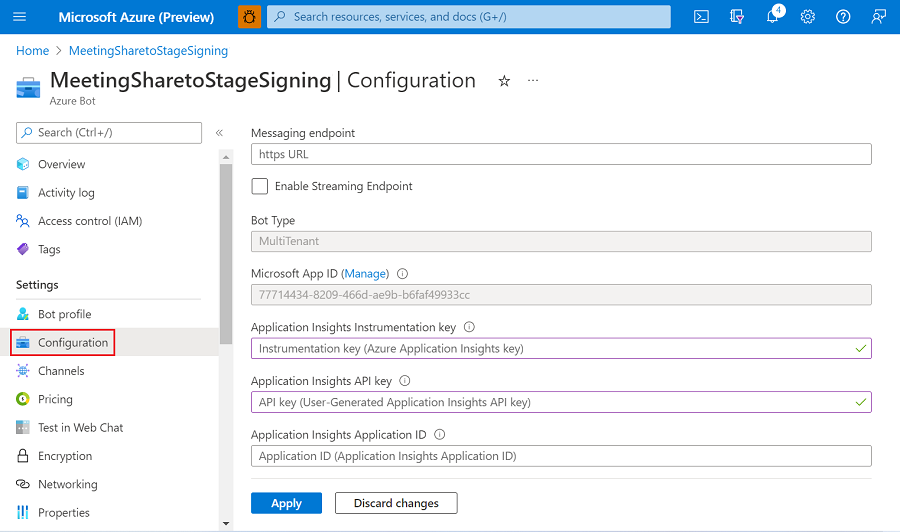 Microsoft Azure (Preview)
Search resources, services, and docs (G+/)
4
Home > MeetingSharetoStageSigning
MeetingSharetoStageSigning | Configuration
...
Azure Bot
Search (Ctrl+/)
«
Overview
Activity log
Access control (IAM)
Tags
Settings
Bot profile
Configuration
Channels
Pricing
Test in Web Chat
Encryption
Networking
Properties
Messaging endpoint
https URL
Enable Streaming Endpoint
Bot Type
MultiTenant
Microsoft App ID (Manage)
77714434-8209-466d-ae9b-b6faf49933cc
Application Insights Instrumentation key
Instrumentation key (Azure Application Insights key)
Application Insights API key
API key (User-Generated Application Insights API key)
Application Insights Application ID
Application ID (Application Insights Application ID)
Apply
Discard changes